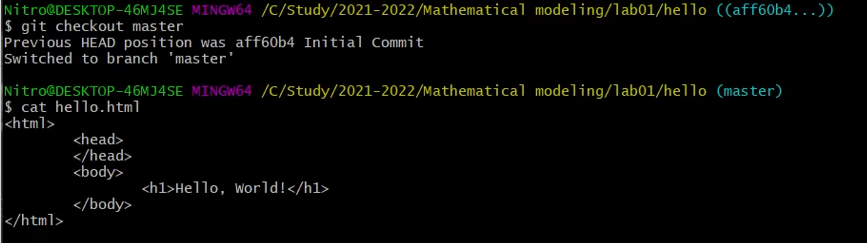 Nitro@DESKTOP-46MJ4SE MINGW64 /C/Study/2021-2022/Mathematical modeling/lab01/hello ((aff60b4...))
$ git checkout master
Previous HEAD position was aff60b4 Initial Commit
Switched to branch 'master'

Nitro@DESKTOP-46MJ4SE MINGW64 /C/Study/2021-2022/Mathematical modeling/lab01/hello (master)
$ cat hello.html
<html>
        <head>
        </head>
        <body>
                <h1>Hello, World!</h1>
        </body>
</html>